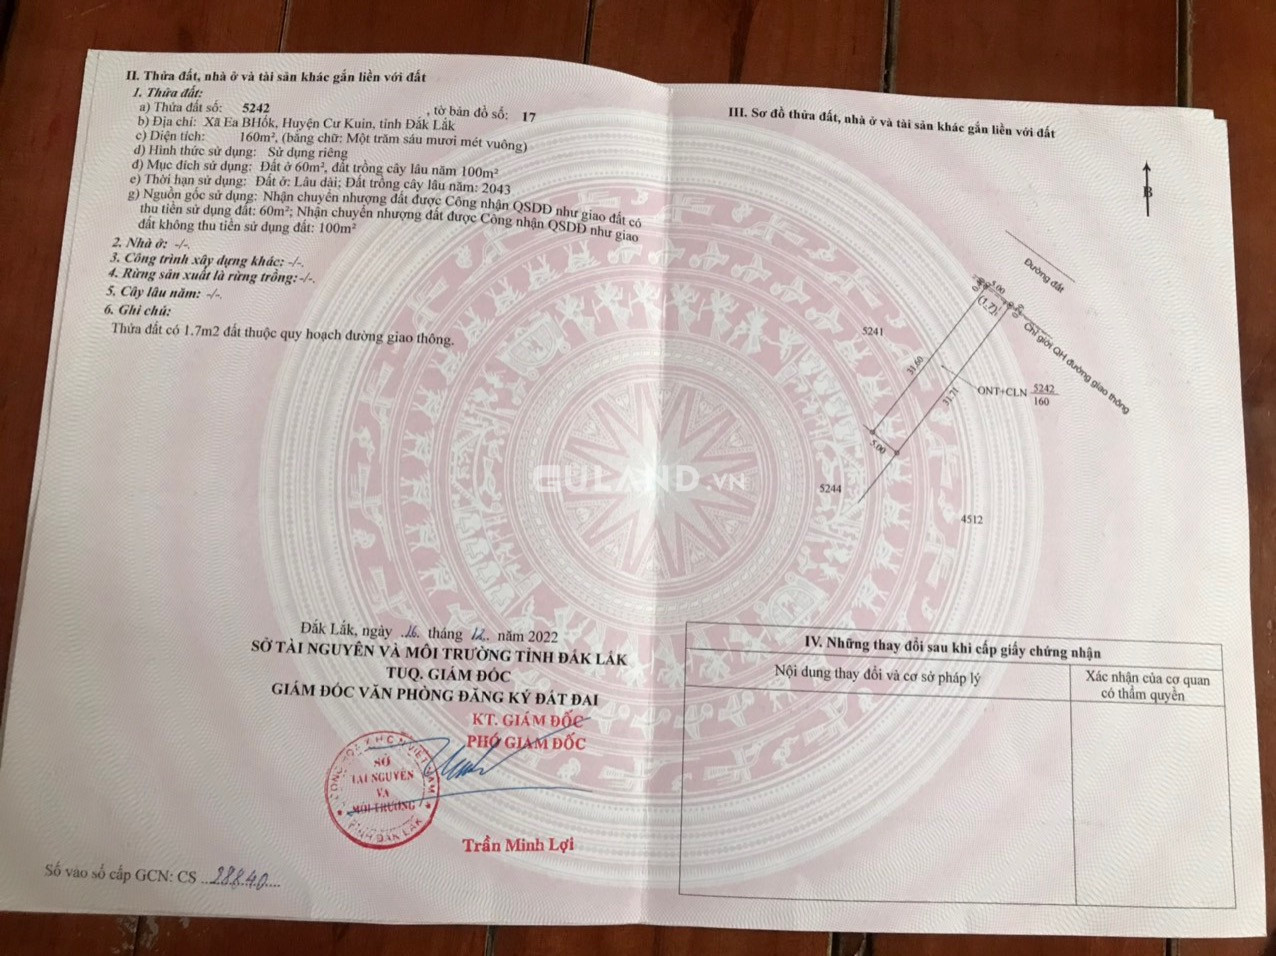 II. Thửa đất, nhà ở và tài sản khác gắn liền với đất
1. Thửa đất:
a) Thửa đất số: 5242 , tờ bản đồ số: 17
b) Địa chỉ: Xã Ea BHốk, Huyện Cư Kuin, tỉnh Đắk Lắk
c) Diện tích: 160m², (bằng chữ: Một trăm sáu mươi mét vuông)
d) Hình thức sử dụng: Sử dụng riêng
đ) Mục đích sử dụng: Đất ở 60m², đất trồng cây lâu năm 100m²
e) Thời hạn sử dụng: Đất ở: Lâu dài; Đất trồng cây lâu năm: 2043
g) Nguồn gốc sử dụng: Nhận chuyển nhượng đất được Công nhận QSDĐ như giao đất có
thu tiền sử dụng đất: 60m²; Nhận chuyển nhượng đất được Công nhận QSDĐ như giao
đất không thu tiền sử dụng đất: 100m²
2. Nhà ở: -/-.
3. Công trình xây dựng khác: -/-.
4. Rừng sản xuất là rừng trồng: -/-.
5. Cây lâu năm: -/-.
6. Ghi chú:
Thửa đất có 1.7m2 đất thuộc quy hoạch đường giao thông.
Đắk Lắk, ngày 16 tháng 12 năm 2022
SỞ TÀI NGUYÊN VÀ MÔI TRƯỜNG TỈNH ĐẮK LẮK
TUQ. GIÁM ĐỐC
GIÁM ĐỐC VĂN PHÒNG ĐĂNG KÝ ĐẤT ĐAI
KT. GIÁM ĐỐC
PHÓ GIÁM ĐỐC
SỞ
TÀI NGUYÊN
VÀ
MÔI TRƯỜNG
TỈNH ĐẮK LẮK
Trần Minh Lợi
Số vào sổ cấp GCN: CS 28840
GULAND.VN
III. Sơ đồ thửa đất, nhà ở và tài sản khác gắn liền với đất
B
Đường đất
5.00
(1.7)
Chỉ giới QH đường giao thông
5241
31.60
31.71
ONT+CLN 5242
160
5.00
5244
4512
IV. Những thay đổi sau khi cấp giấy chứng nhận
Nội dung thay đổi và cơ sở pháp lý
Xác nhận của cơ quan
có thẩm quyền